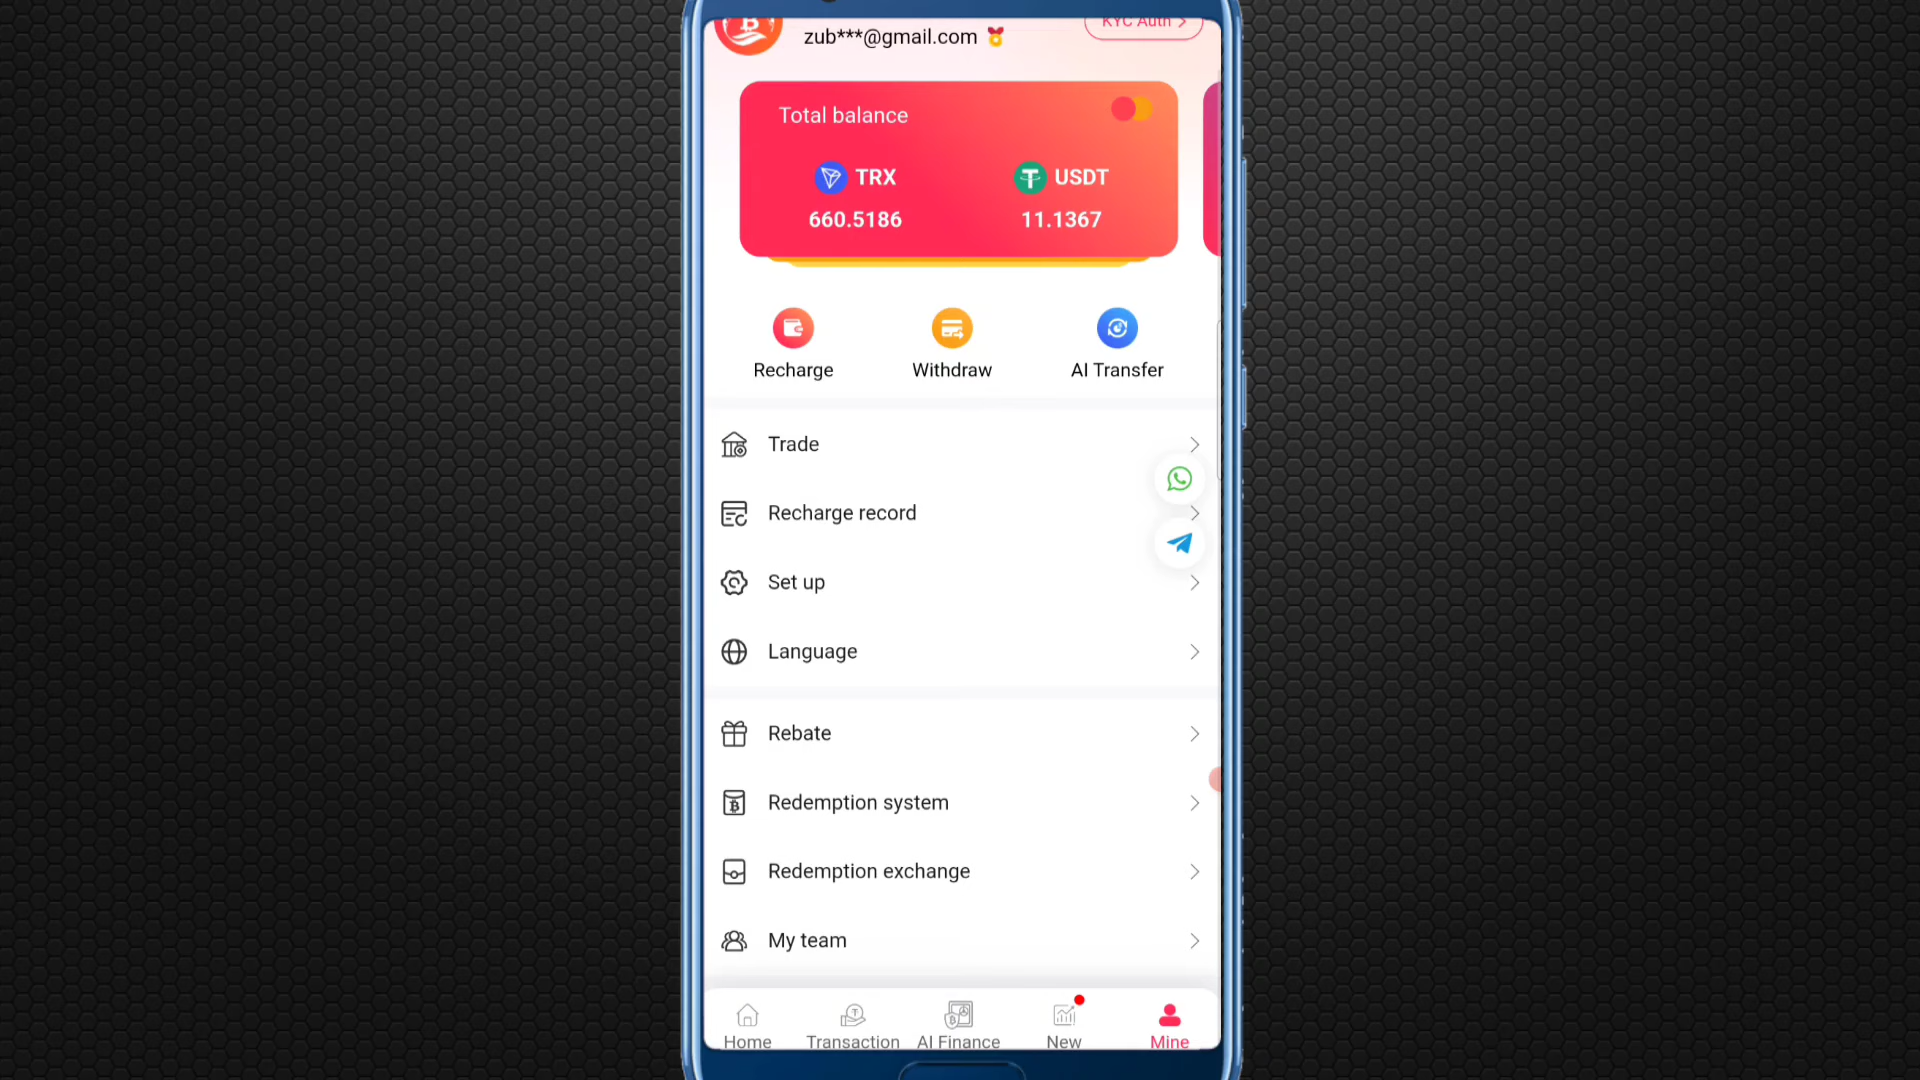 KYC Auth >
zub***@gmail.com
Total balance
TRX USDT
660.5186 11.1367
Recharge Withdraw AI Transfer
Trade
Recharge record
Set up
Language
Rebate
Redemption system
Redemption exchange
My team
Home Transaction AI Finance New Mine